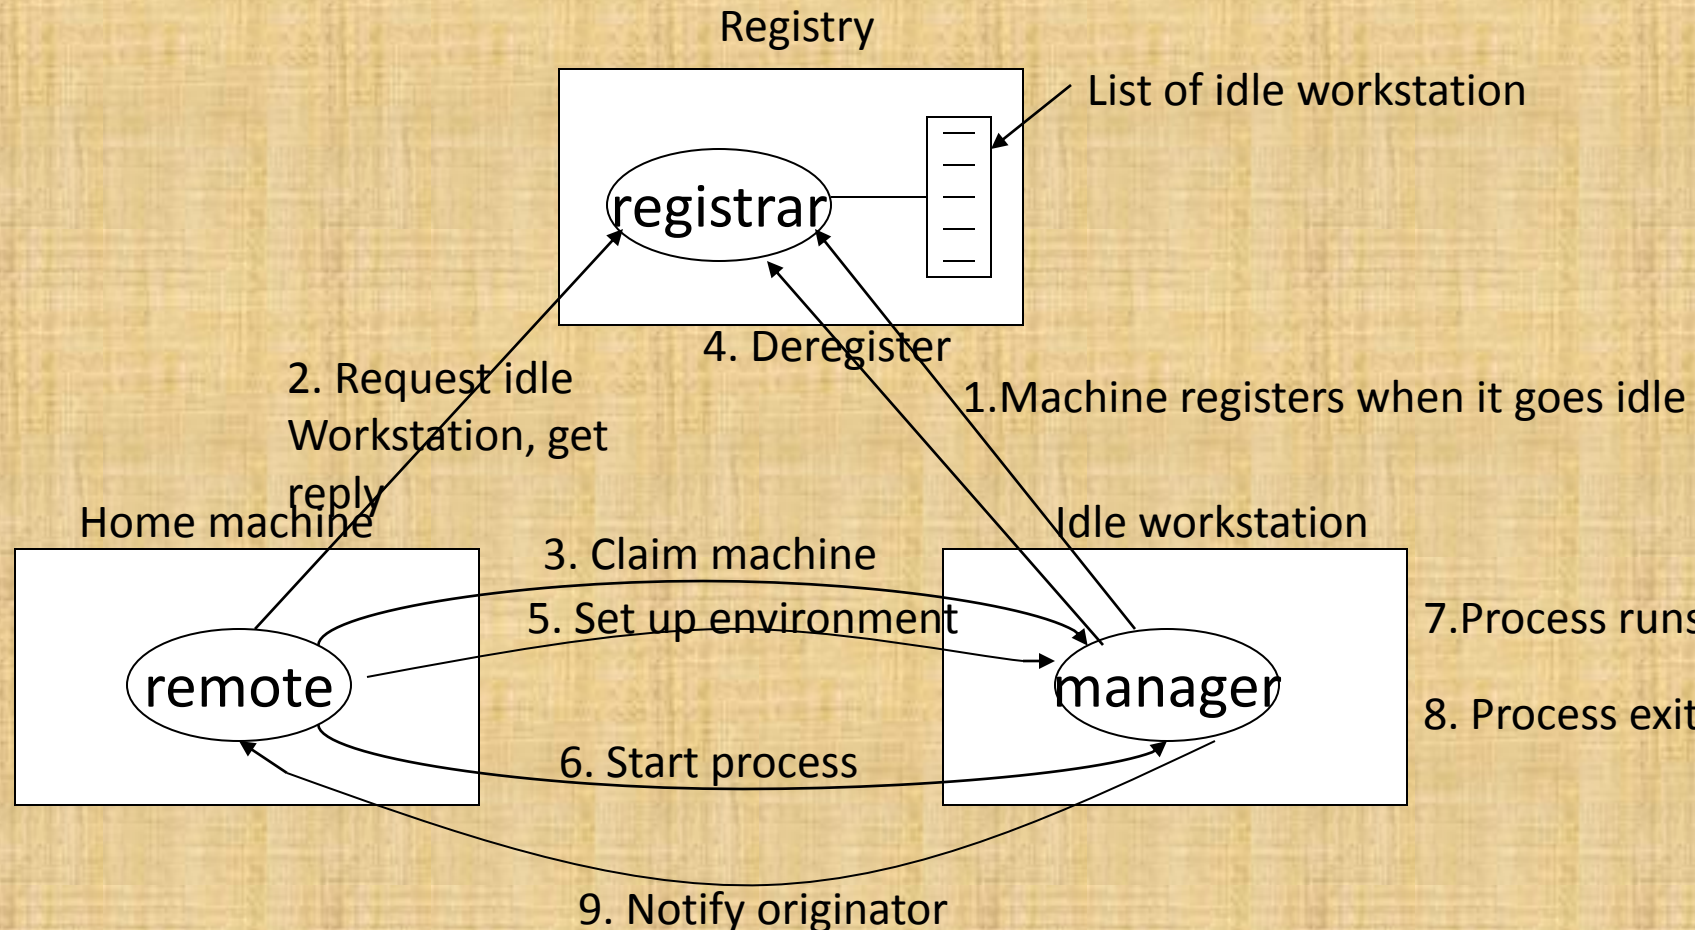 Registry
List of idle workstation
registrar
4. Deregister
2. Request idle
Workstation, get
reply
1.Machine registers when it goes idle
Home machine
Idle workstation
3. Claim machine
5. Set up environment
7.Process runs
remote
manager
8. Process exit
6. Start process
9. Notify originator